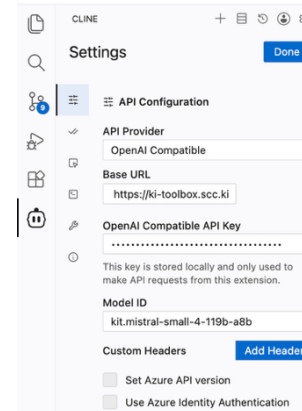 CLINE
Settings
Done
API Configuration
API Provider
OpenAI Compatible
Base URL
https://ki-toolbox.scc.ki
OpenAI Compatible API Key
This key is stored locally and only used to
make API requests from this extension.
Model ID
kit.mistral-small-4-119b-a8b
Custom Headers
Add Header
Set Azure API version
Use Azure Identity Authentication